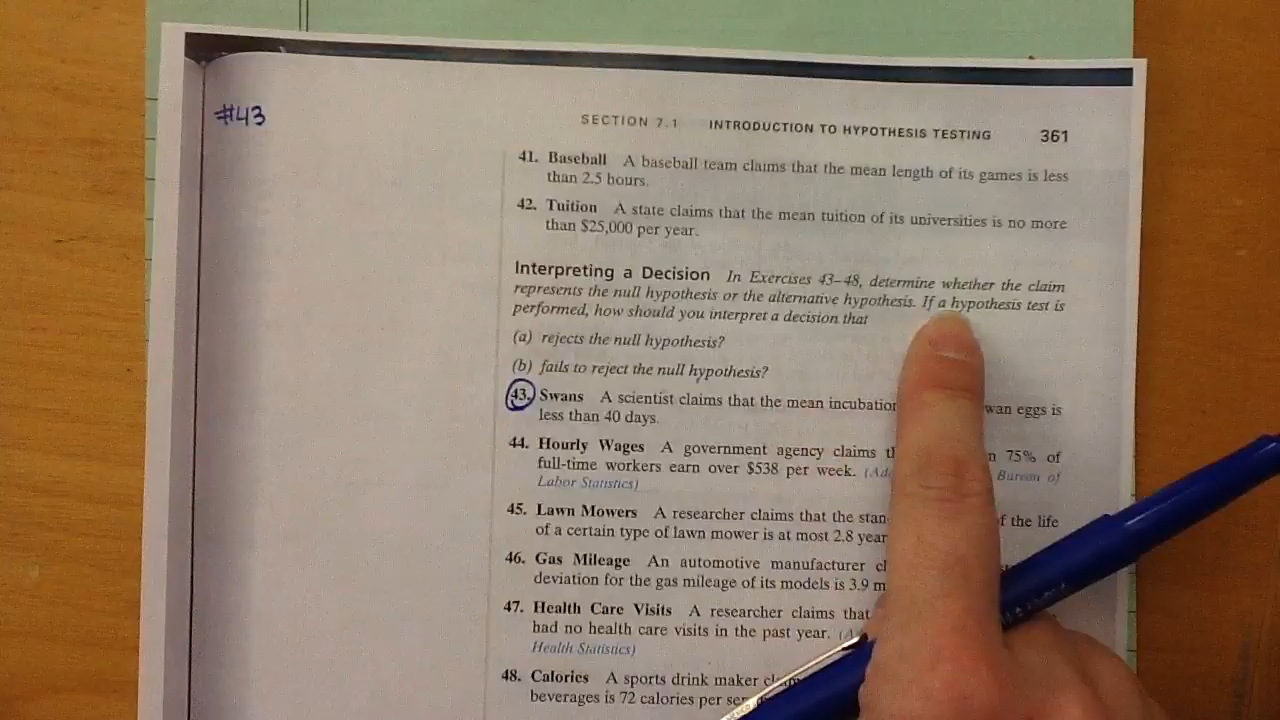 #43
SECTION 7.1 INTRODUCTION TO HYPOTHESIS TESTING 361
41. Baseball A baseball team claims that the mean length of its games is less
than 2.5 hours.
42. Tuition A state claims that the mean tuition of its universities is no more
than $25,000 per year.
Interpreting a Decision In Exercises 43–48, determine whether the claim
represents the null hypothesis or the alternative hypothesis. If a hypothesis test is
performed, how should you interpret a decision that
(a) rejects the null hypothesis?
(b) fails to reject the null hypothesis?
43. Swans A scientist claims that the mean incubation wan eggs is
less than 40 days.
44. Hourly Wages A government agency claims 75% of
full-time workers earn over $538 per week. Bureau of
Labor Statistics)
45. Lawn Mowers A researcher claims that the stan of the life
of a certain type of lawn mower is at most 2.8 year
46. Gas Mileage An automotive manufacturer
deviation for the gas mileage of its models is 3.9 m
47. Health Care Visits A researcher claims that
had no health care visits in the past year.
Health Statistics)
48. Calories A sports drink maker
beverages is 72 calories per